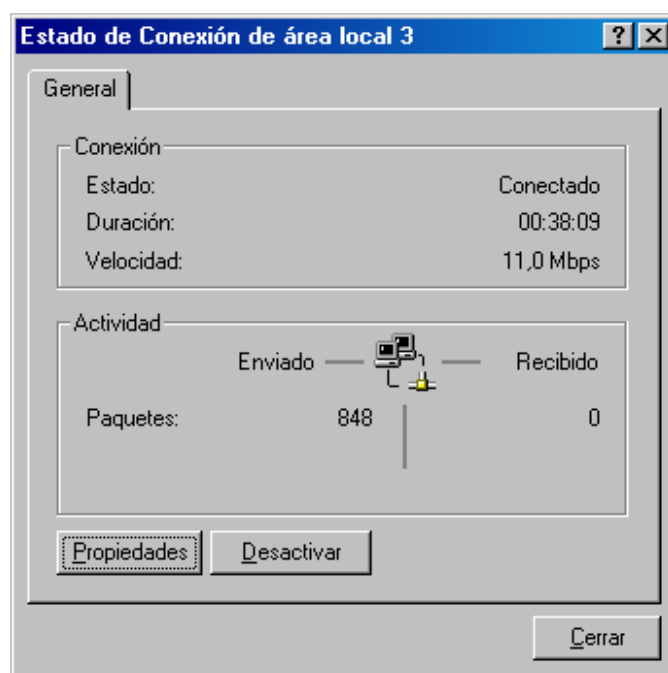 Estado de Conexión de área local 3
General
Conexión
Estado: Conectado
Duración: 00:38:09
Velocidad: 11,0 Mbps
Actividad
Enviado Recibido
Paquetes: 848 0
Propiedades Desactivar
Cerrar